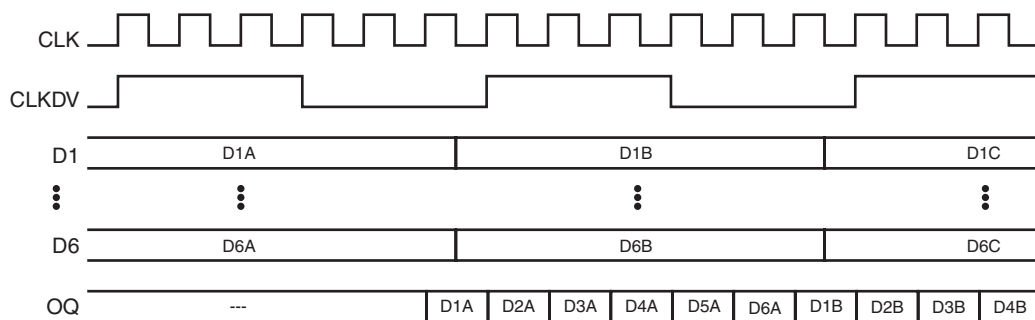 CLK
CLKDV
D1 D1A D1B D1C
D6 D6A D6B D6C
OQ --- D1A D2A D3A D4A D5A D6A D1B D2B D3B D4B